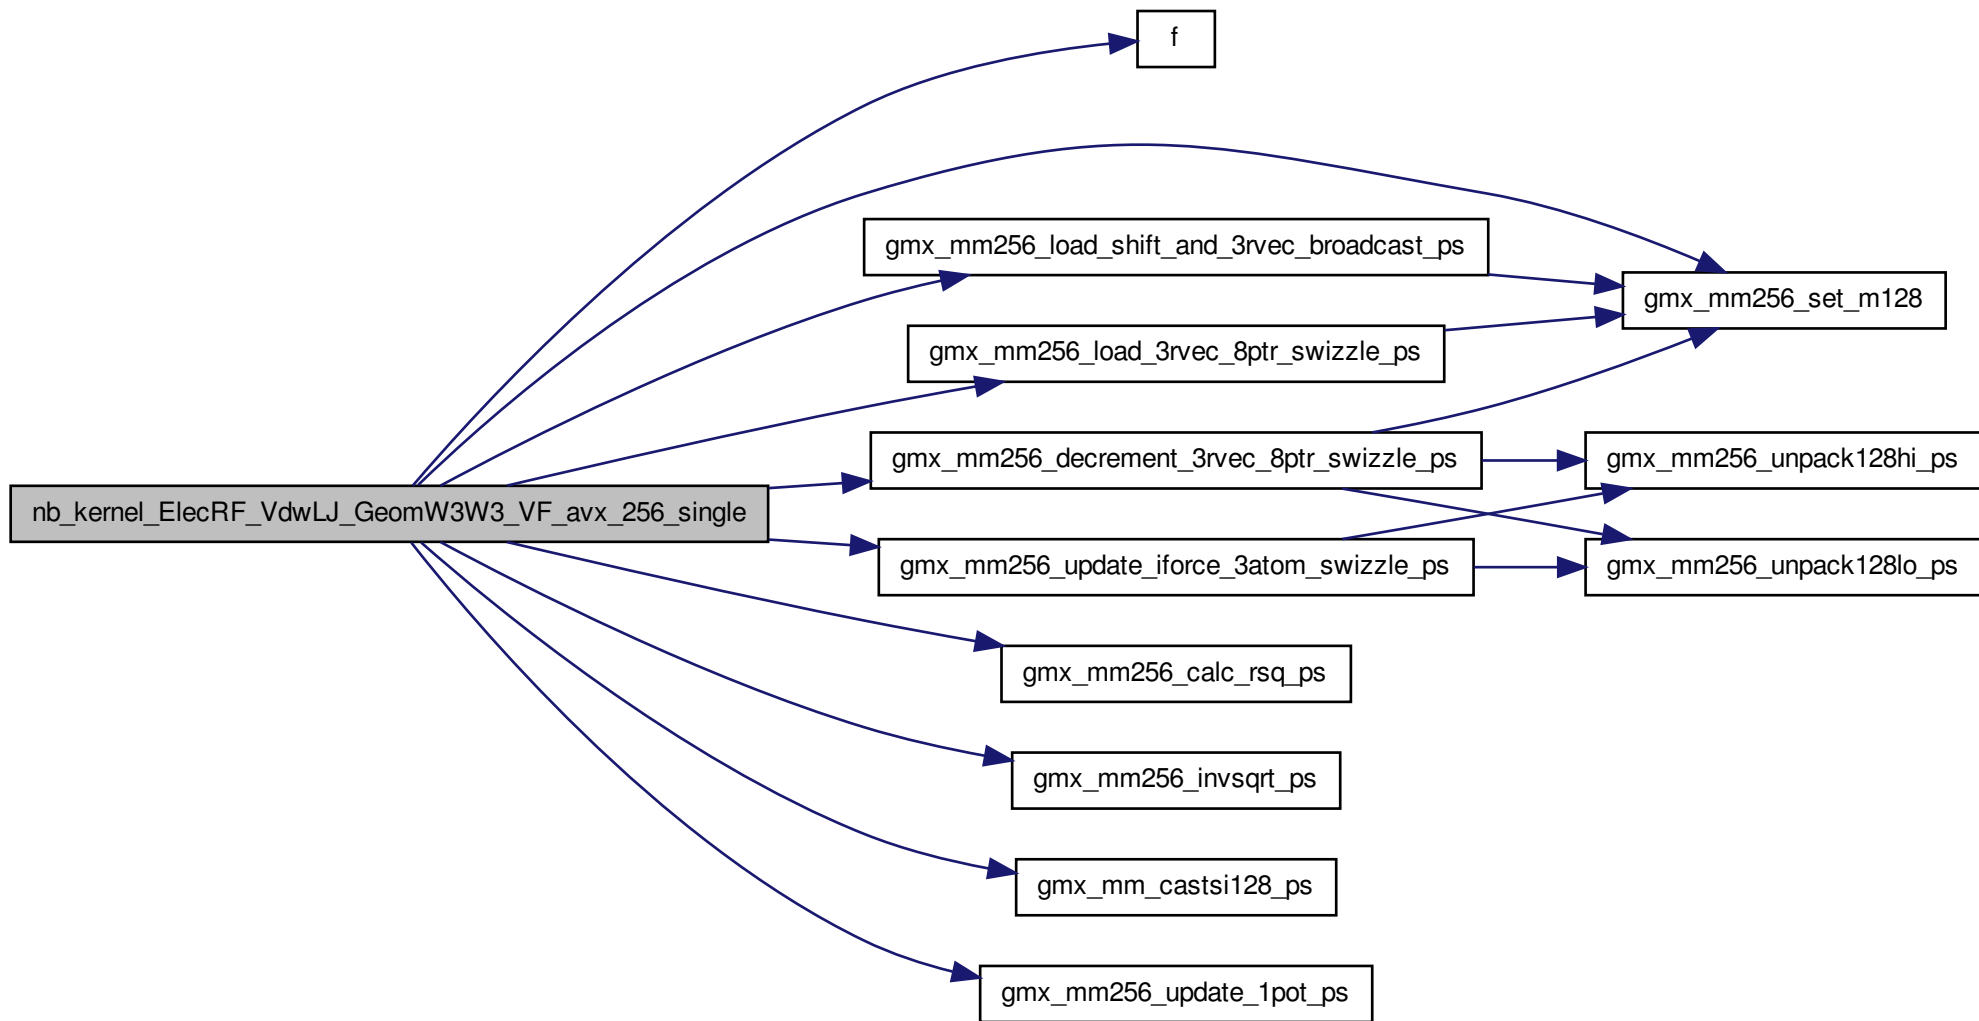 f
gmx_mm256_load_shift_and_3rvec_broadcast_ps
gmx_mm256_set_m128
gmx_mm256_load_3rvec_8ptr_swizzle_ps
gmx_mm256_decrement_3rvec_8ptr_swizzle_ps
gmx_mm256_unpack128hi_ps
nb_kernel_ElecRF_VdwLJ_GeomW3W3_VF_avx_256_single
gmx_mm256_update_iforce_3atom_swizzle_ps
gmx_mm256_unpack128lo_ps
gmx_mm256_calc_rsq_ps
gmx_mm256_invsqrt_ps
gmx_mm_castsi128_ps
gmx_mm256_update_1pot_ps